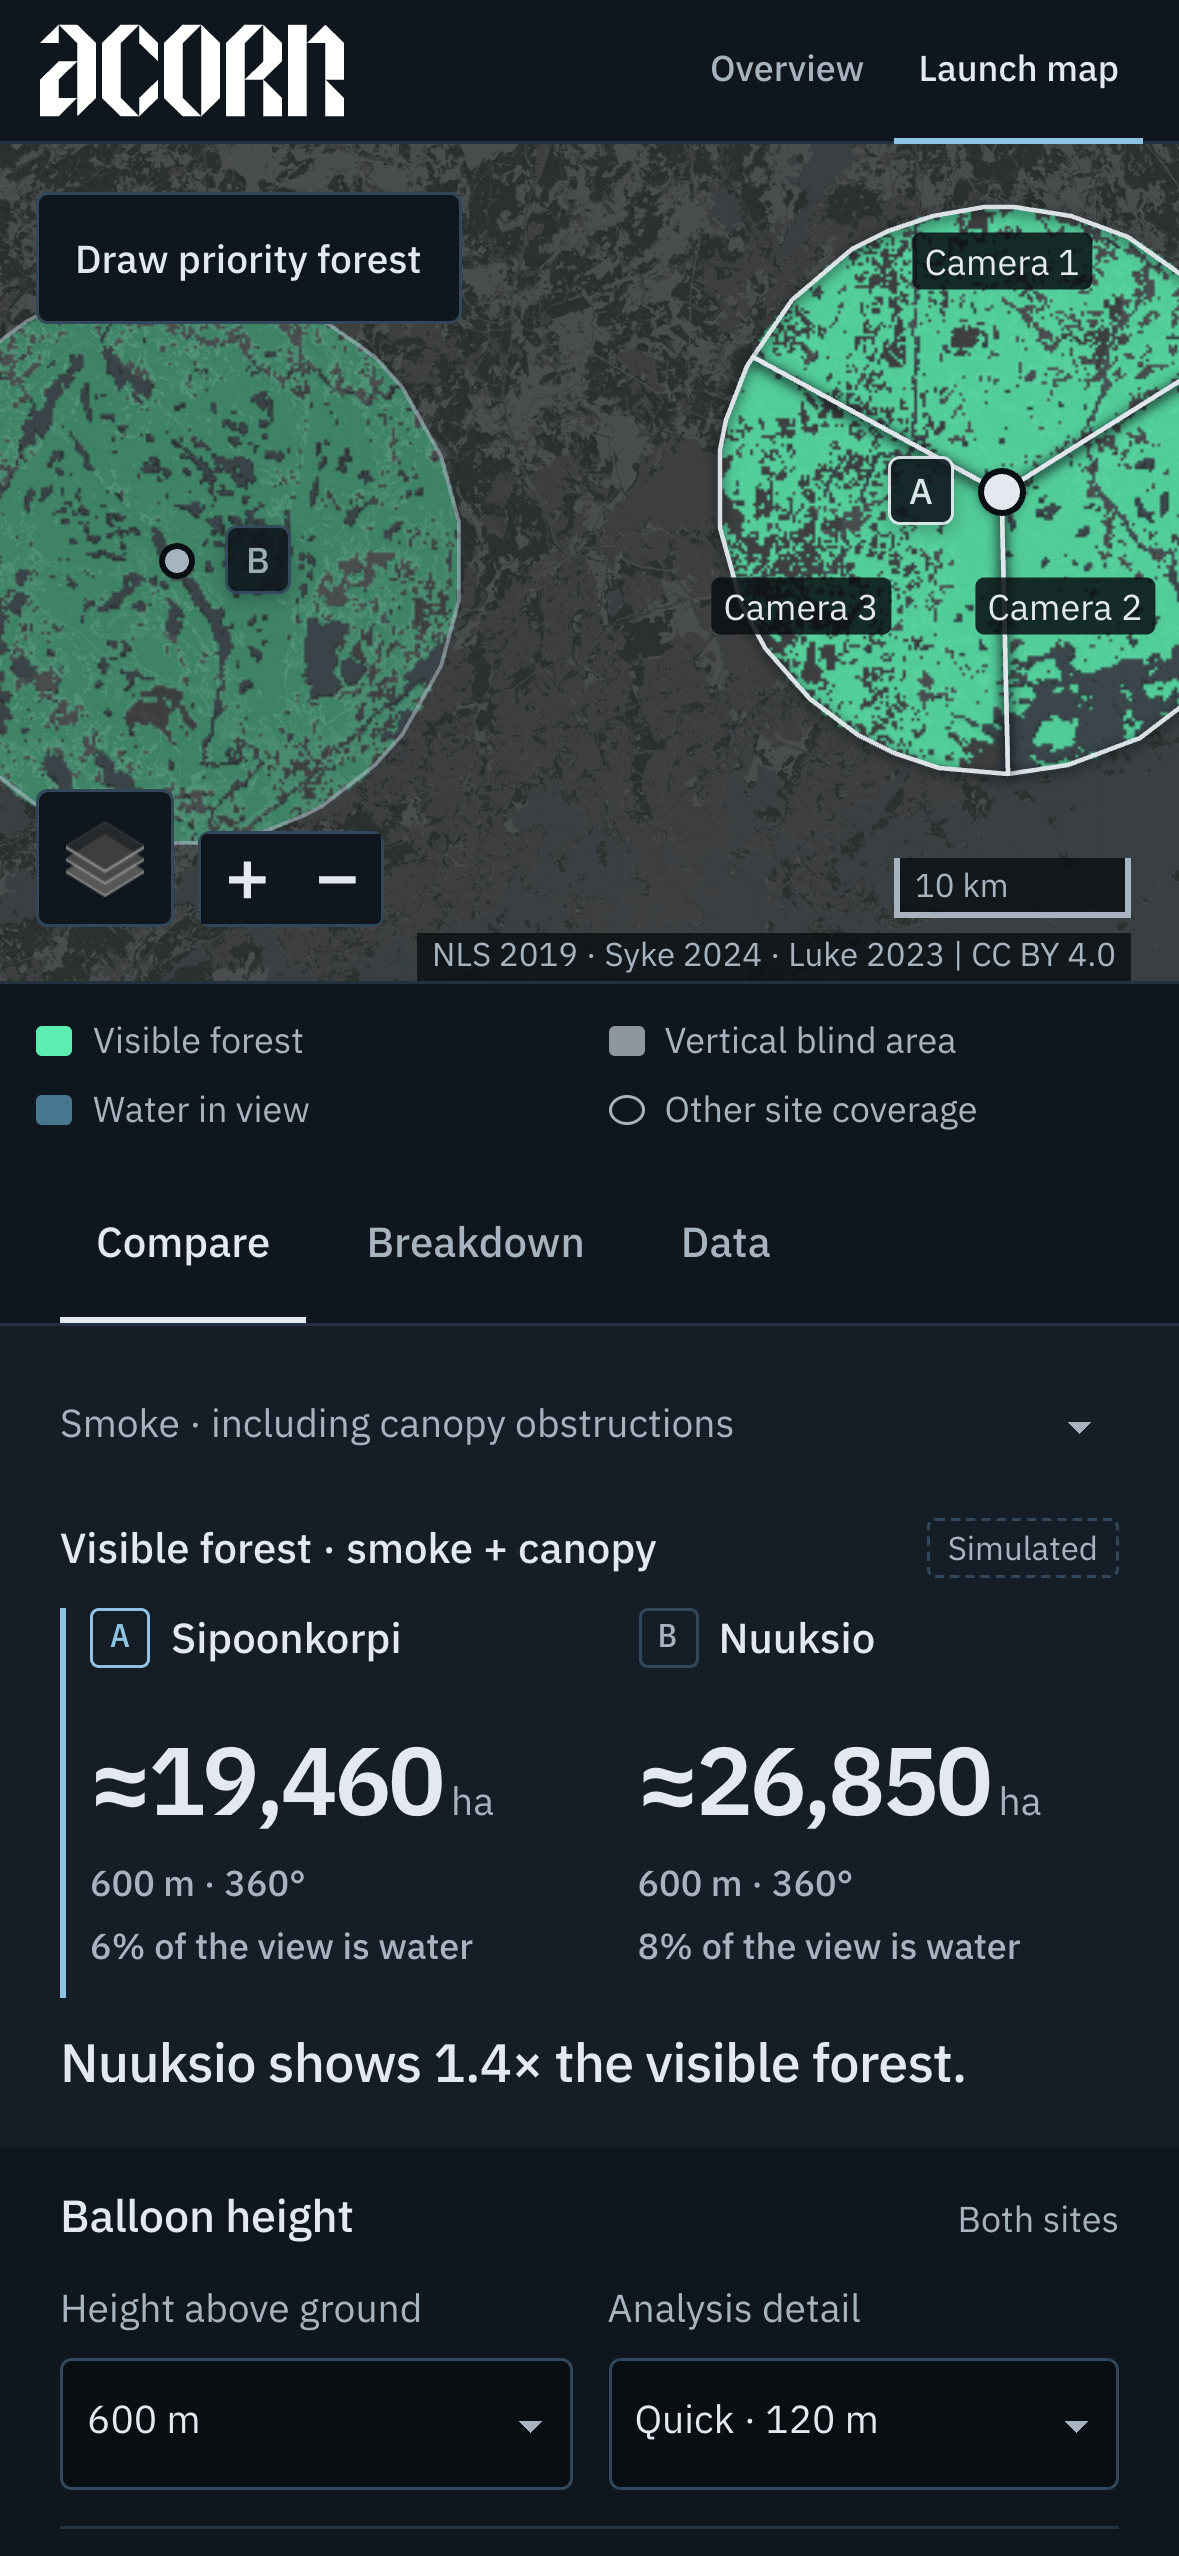 acorn
Overview
Launch map
Draw priority forest
Camera 1
A
B
Camera 3
Camera 2
+ −
10 km
NLS 2019 · Syke 2024 · Luke 2023 | CC BY 4.0
Visible forest
Vertical blind area
Water in view
Other site coverage
Compare
Breakdown
Data
Smoke · including canopy obstructions
Visible forest · smoke + canopy
Simulated
A Sipoonkorpi
B Nuuksio
≈19,460 ha
≈26,850 ha
600 m · 360°
600 m · 360°
6% of the view is water
8% of the view is water
Nuuksio shows 1.4× the visible forest.
Balloon height
Both sites
Height above ground
Analysis detail
600 m
Quick · 120 m